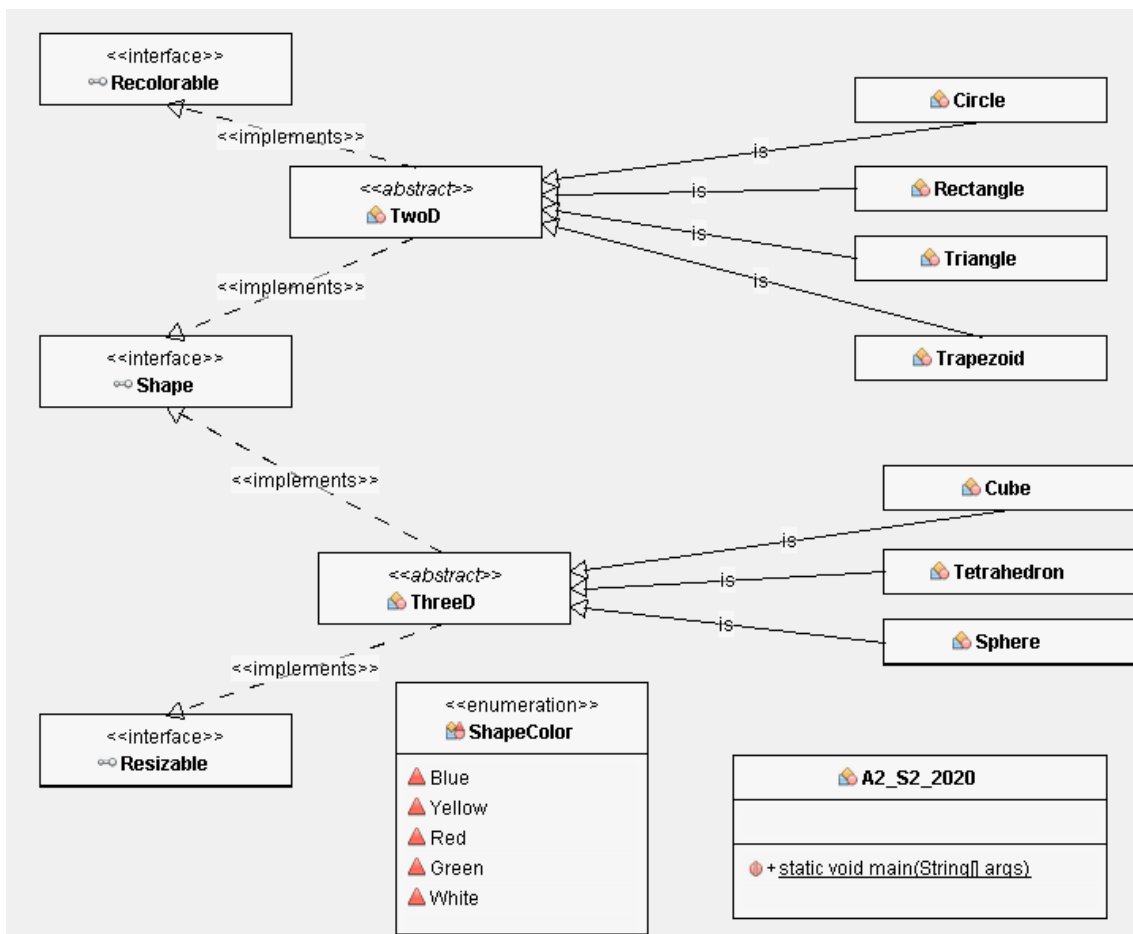 <<interface>>
Recolorable
<<implements>>
Circle
is
<<abstract>>
TwoD
is
Rectangle
is
Triangle
<<implements>>
is
<<interface>>
Shape
Trapezoid
<<implements>>
Cube
is
<<abstract>>
ThreeD
is
Tetrahedron
is
Sphere
<<implements>>
<<interface>>
Resizable
<<enumeration>>
ShapeColor
Blue
Yellow
Red
Green
White
A2_S2_2020
+ static void main(String[] args)